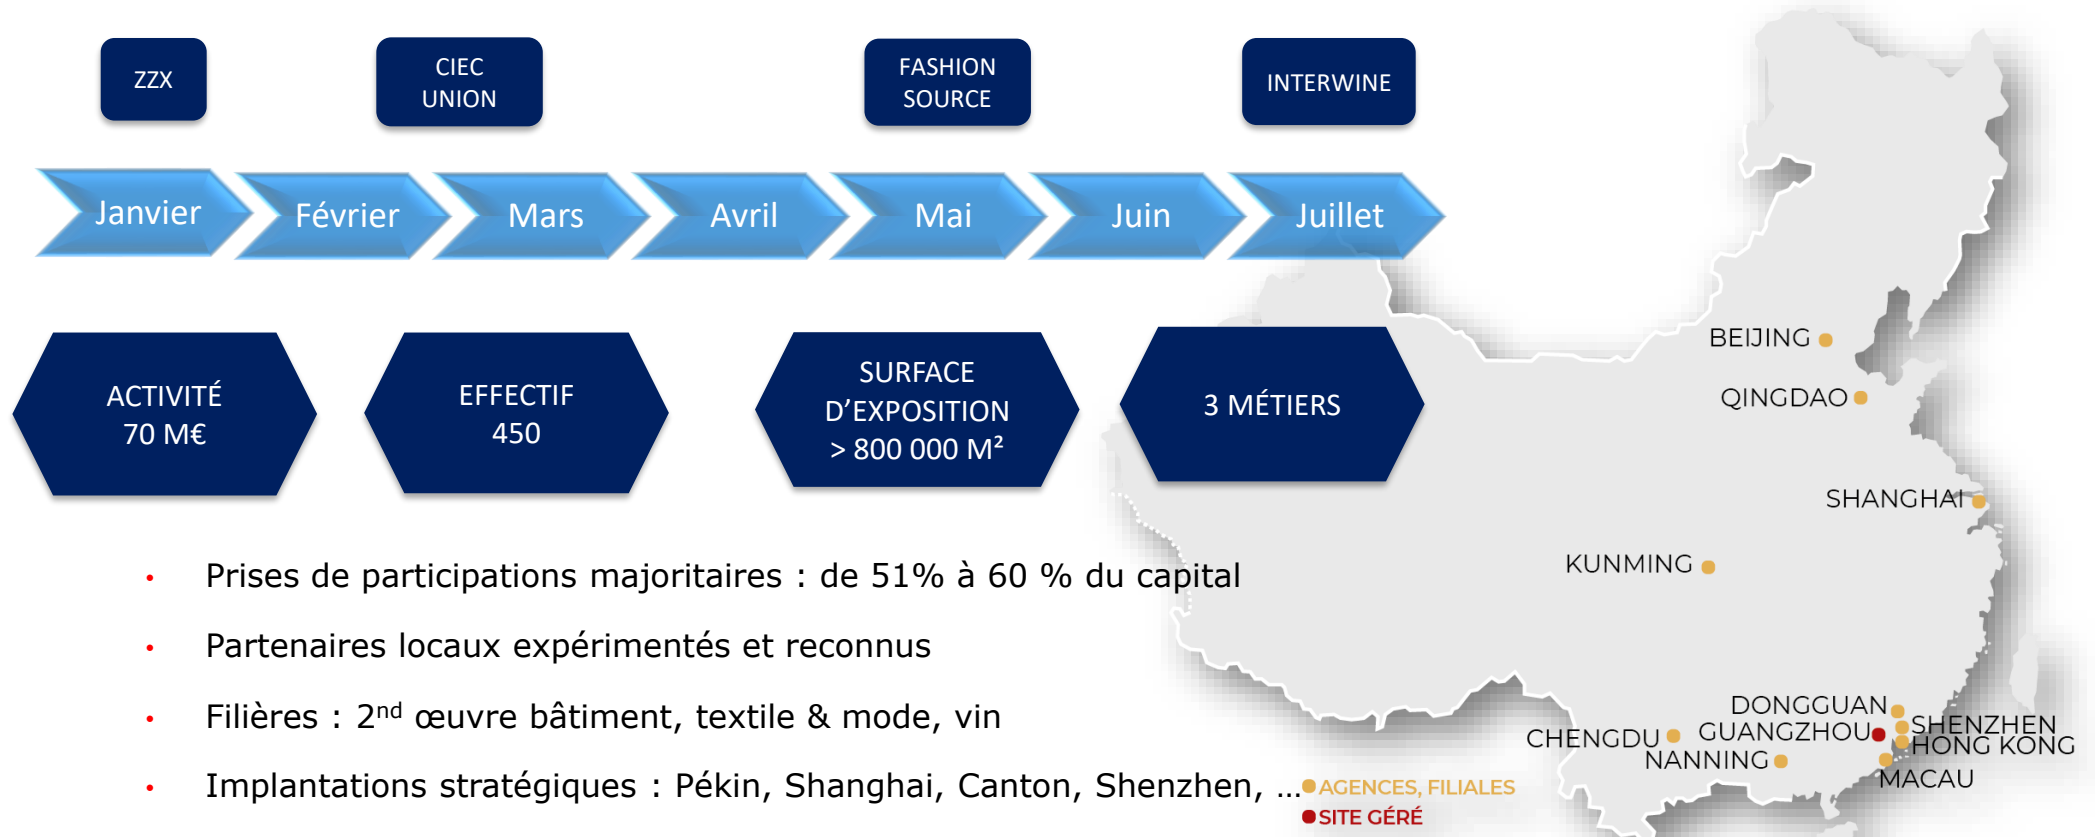 ZZX
CIEC
UNION
FASHION
SOURCE
INTERWINE
Janvier
Février
Mars
Avril
Mai
Juin
Juillet
ACTIVITÉ
70 M€
EFFECTIF
450
SURFACE
D’EXPOSITION
> 800 000 M²
3 MÉTIERS
• Prises de participations majoritaires : de 51% à 60 % du capital
• Partenaires locaux expérimentés et reconnus
• Filières : 2nd œuvre bâtiment, textile & mode, vin
• Implantations stratégiques : Pékin, Shanghai, Canton, Shenzhen, ...
BEIJING
QINGDAO
SHANGHAI
KUNMING
DONGGUAN
SHENZHEN
GUANGZHOU
CHENGDU
HONG KONG
NANNING
MACAU
AGENCES, FILIALES
SITE GÉRÉ